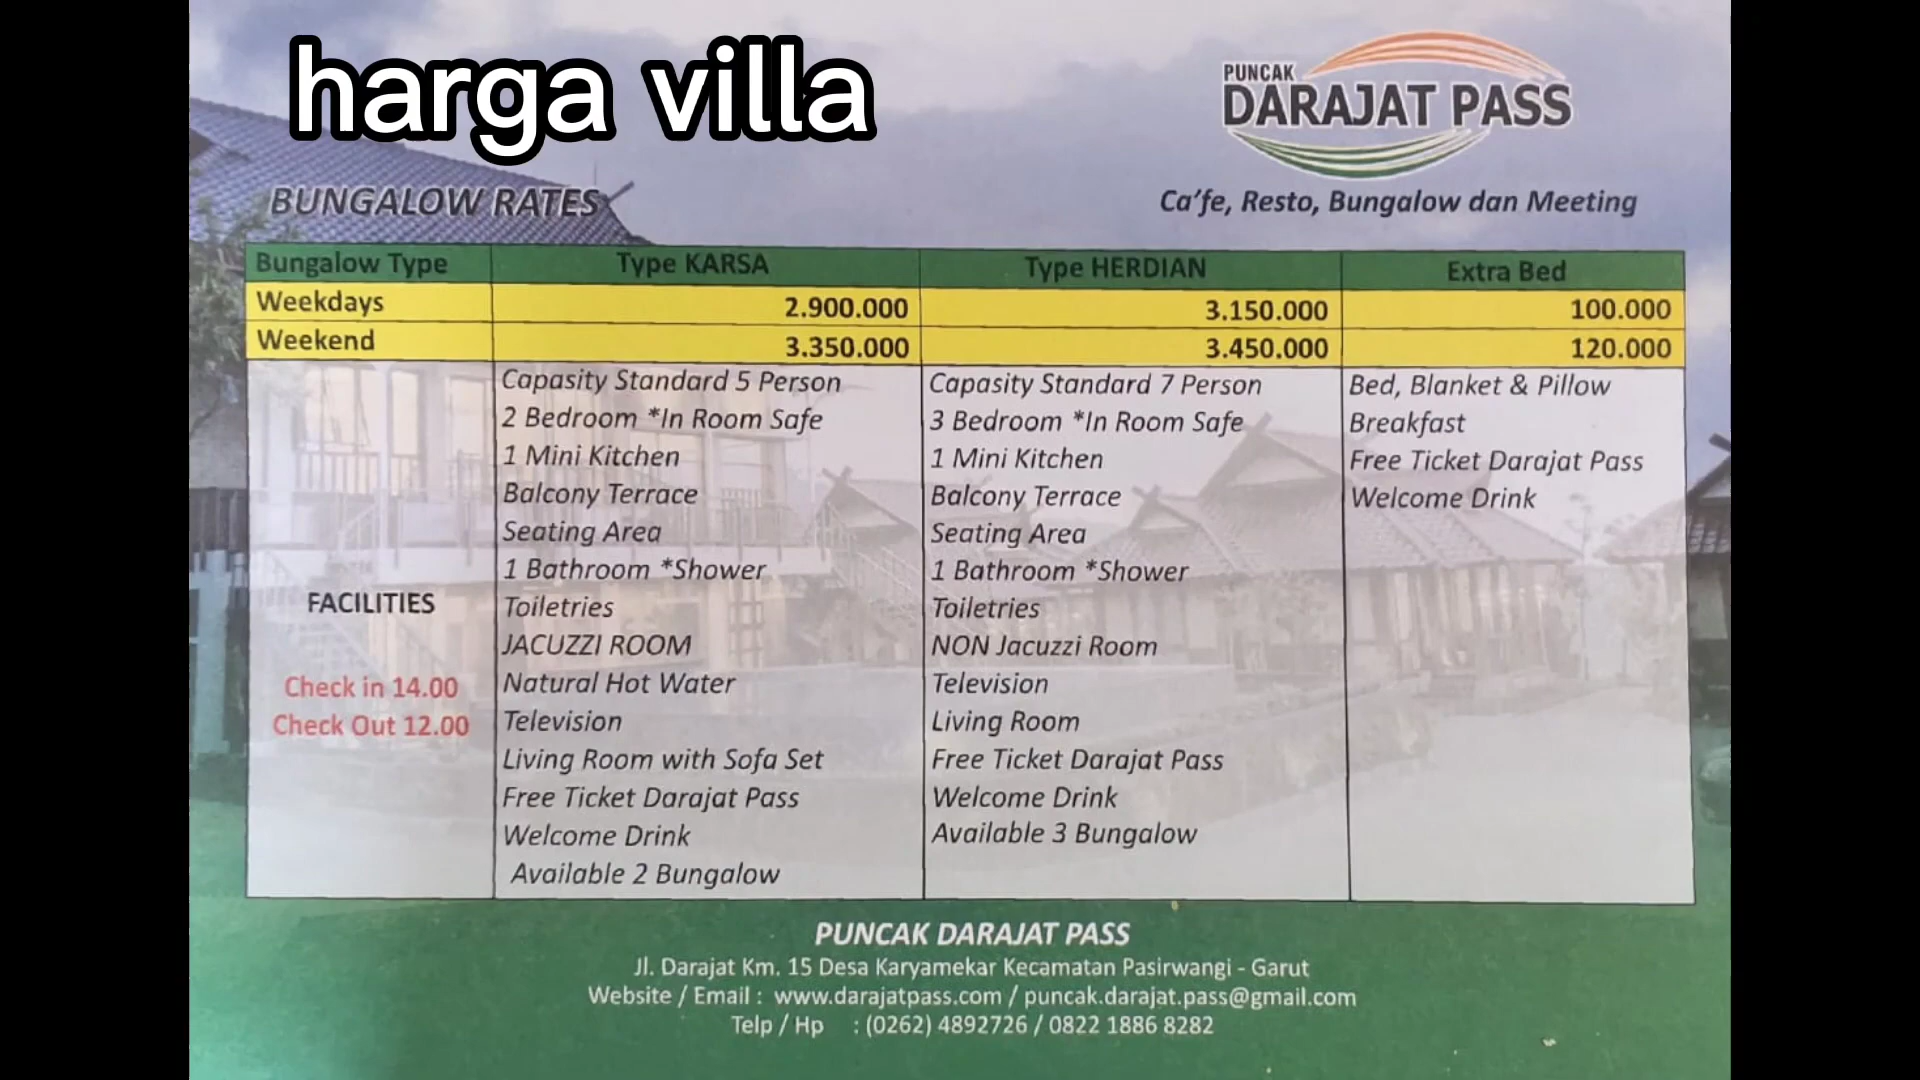 harga villa
PUNCAK
DARAJAT PASS
BUNGALOW RATES
Ca'fe, Resto, Bungalow dan Meeting
Bungalow Type Type KARSA Type HERDIAN Extra Bed
Weekdays 2.900.000 3.150.000 100.000
Weekend 3.350.000 3.450.000 120.000
Capasity Standard 5 Person Capasity Standard 7 Person Bed, Blanket & Pillow
2 Bedroom *In Room Safe 3 Bedroom *In Room Safe Breakfast
1 Mini Kitchen 1 Mini Kitchen Free Ticket Darajat Pass
Balcony Terrace Balcony Terrace Welcome Drink
Seating Area Seating Area
1 Bathroom *Shower 1 Bathroom *Shower
FACILITIES Toiletries Toiletries
JACUZZI ROOM NON Jacuzzi Room
Check in 14.00 Natural Hot Water Television
Check Out 12.00 Television Living Room
Living Room with Sofa Set Free Ticket Darajat Pass
Free Ticket Darajat Pass Welcome Drink
Welcome Drink Available 3 Bungalow
Available 2 Bungalow
PUNCAK DARAJAT PASS
Jl. Darajat Km. 15 Desa Karyamekar Kecamatan Pasirwangi - Garut
Website / Email : www.darajatpass.com / puncak.darajat.pass@gmail.com
Telp / Hp : (0262) 4892726 / 0822 1886 8282